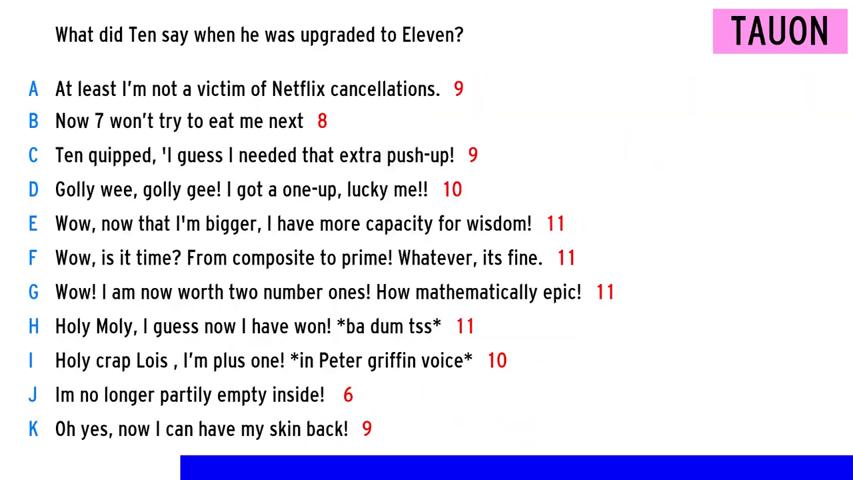 What did Ten say when he was upgraded to Eleven?
TAUON
A At least I'm not a victim of Netflix cancellations. 9
B Now 7 won't try to eat me next 8
C Ten quipped, 'I guess I needed that extra push-up! 9
D Golly wee, golly gee! I got a one-up, lucky me!! 10
E Wow, now that I'm bigger, I have more capacity for wisdom! 11
F Wow, is it time? From composite to prime! Whatever, its fine. 11
G Wow! I am now worth two number ones! How mathematically epic! 11
H Holy Moly, I guess now I have won! *ba dum tss* 11
I Holy crap Lois , I'm plus one! *in Peter griffin voice* 10
J Im no longer partily empty inside! 6
K Oh yes, now I can have my skin back! 9